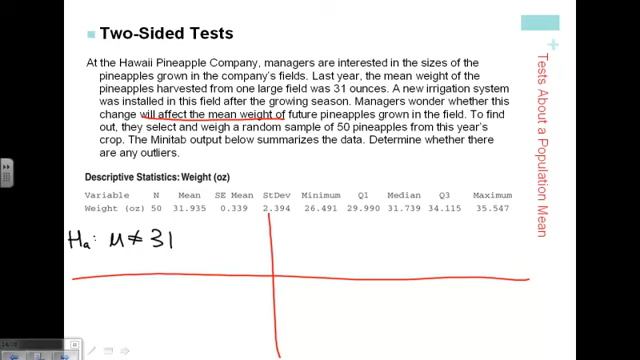 Two-Sided Tests
At the Hawaii Pineapple Company, managers are interested in the sizes of the
pineapples grown in the company's fields. Last year, the mean weight of the
pineapples harvested from one large field was 31 ounces. A new irrigation system
was installed in this field after the growing season. Managers wonder whether this
change will affect the mean weight of future pineapples grown in the field. To find
out, they select and weigh a random sample of 50 pineapples from this year's
crop. The Minitab output below summarizes the data. Determine whether there
are any outliers.
Descriptive Statistics: Weight (oz)
Variable N Mean SE Mean StDev Minimum Q1 Median Q3 Maximum
Weight (oz) 50 31.935 0.339 2.394 26.491 29.990 31.739 34.115 35.547
Ha: μ ≠ 31
+
Tests About a Population Mean